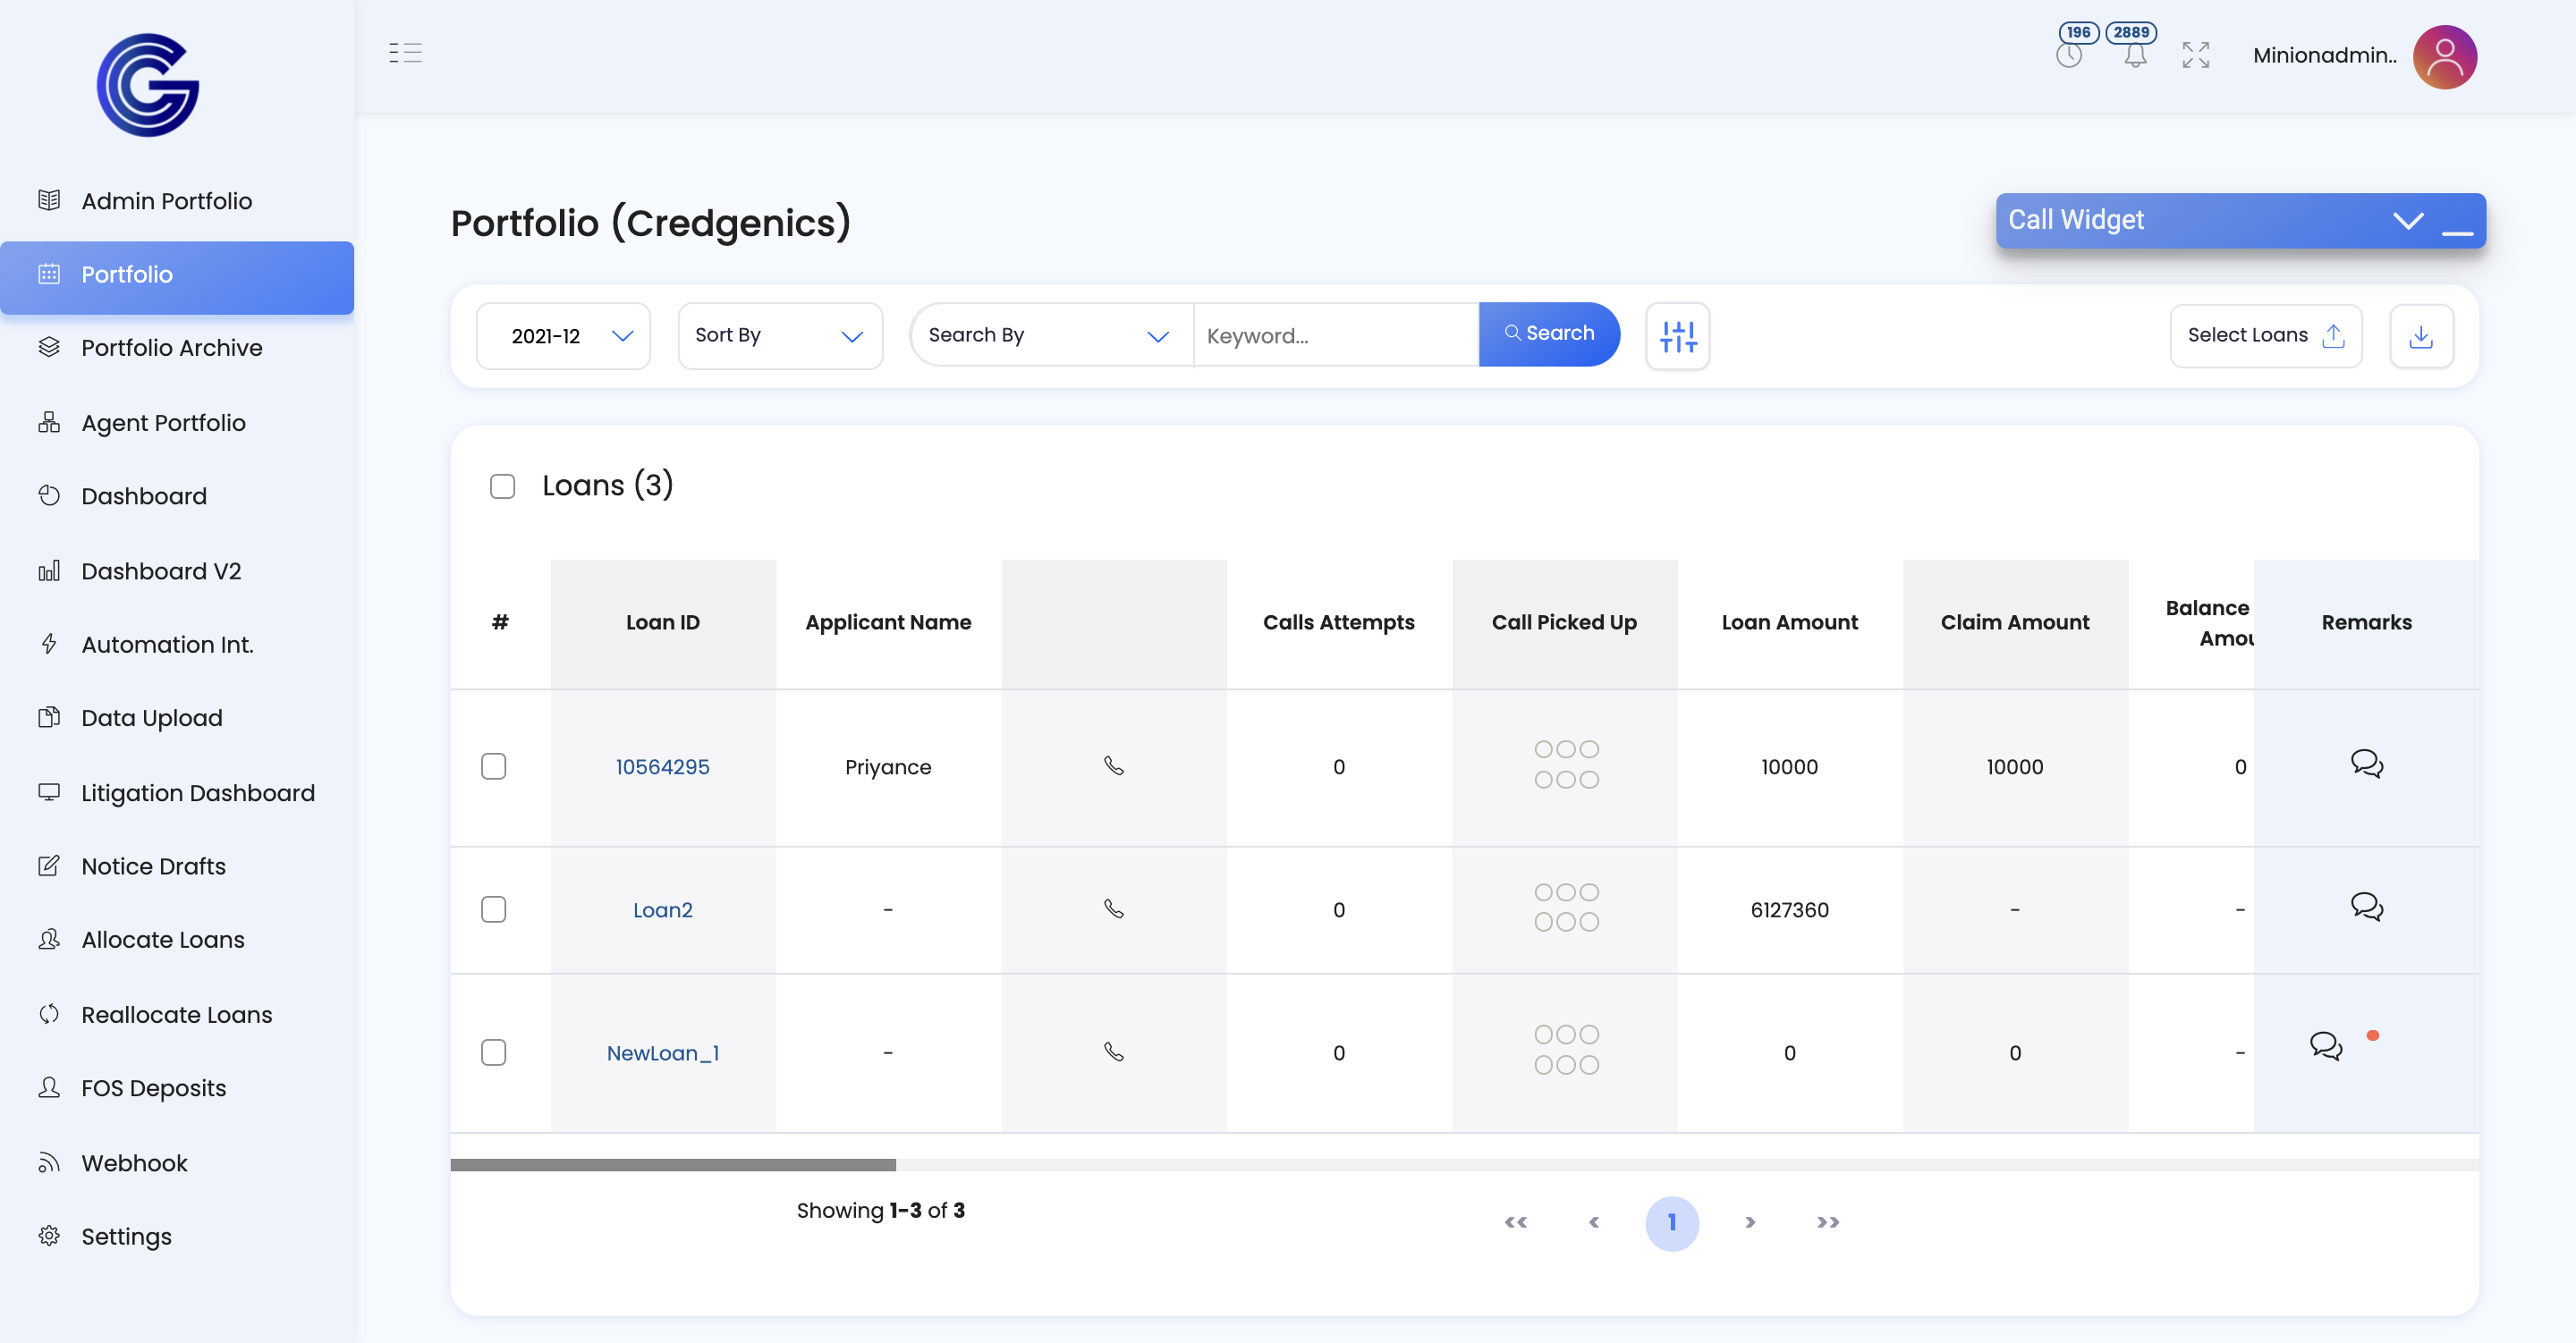 196
2889
Minionadmin..
Admin Portfolio
Portfolio
Portfolio Archive
Agent Portfolio
Dashboard
Dashboard V2
Automation Int.
Data Upload
Litigation Dashboard
Notice Drafts
Allocate Loans
Reallocate Loans
FOS Deposits
Webhook
Settings
Portfolio (Credgenics)
Call Widget
2021-12
Sort By
Search By
Keyword...
Search
Select Loans
Loans (3)
# Loan ID Applicant Name Calls Attempts Call Picked Up Loan Amount Claim Amount Balance Amou Remarks
10564295 Priyance 0 10000 10000 0
Loan2 - 0 6127360 - -
NewLoan_1 - 0 0 0 -
Showing 1-3 of 3
<< < 1 > >>